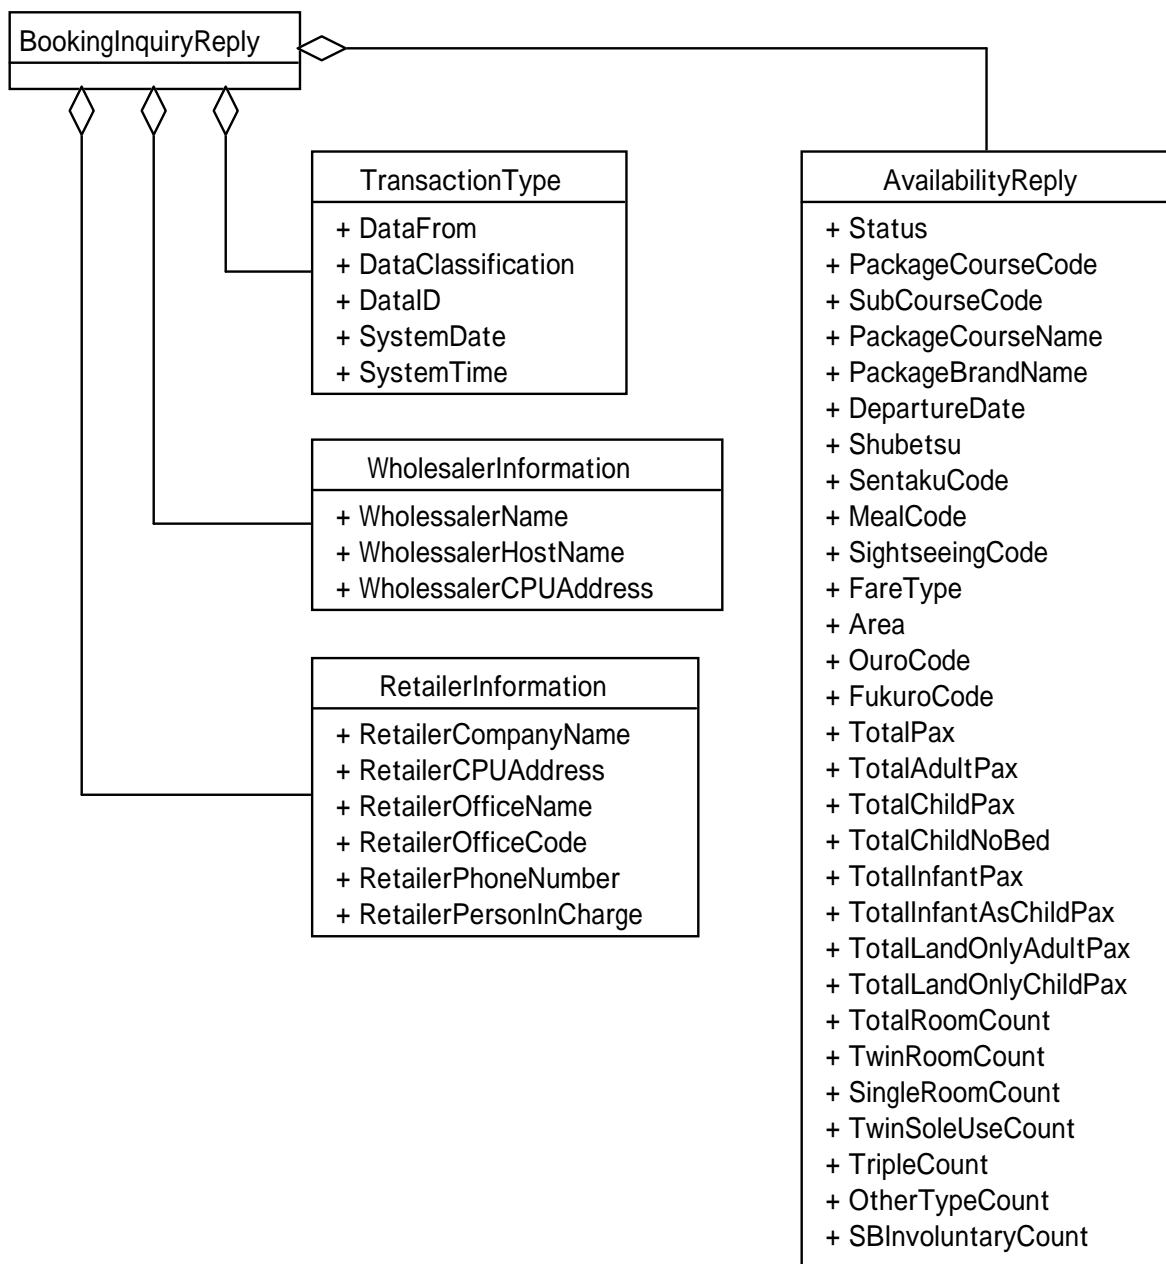 BookingInquiryReply
TransactionType
+ DataFrom
+ DataClassification
+ DataID
+ SystemDate
+ SystemTime
WholesalerInformation
+ WholessalerName
+ WholessalerHostName
+ WholessalerCPUAddress
RetailerInformation
+ RetailerCompanyName
+ RetailerCPUAddress
+ RetailerOfficeName
+ RetailerOfficeCode
+ RetailerPhoneNumber
+ RetailerPersonInCharge
AvailabilityReply
+ Status
+ PackageCourseCode
+ SubCourseCode
+ PackageCourseName
+ PackageBrandName
+ DepartureDate
+ Shubetsu
+ SentakuCode
+ MealCode
+ SightseeingCode
+ FareType
+ Area
+ OuroCode
+ FukuroCode
+ TotalPax
+ TotalAdultPax
+ TotalChildPax
+ TotalChildNoBed
+ TotalInfantPax
+ TotalInfantAsChildPax
+ TotalLandOnlyAdultPax
+ TotalLandOnlyChildPax
+ TotalRoomCount
+ TwinRoomCount
+ SingleRoomCount
+ TwinSoleUseCount
+ TripleCount
+ OtherTypeCount
+ SBInvoluntaryCount